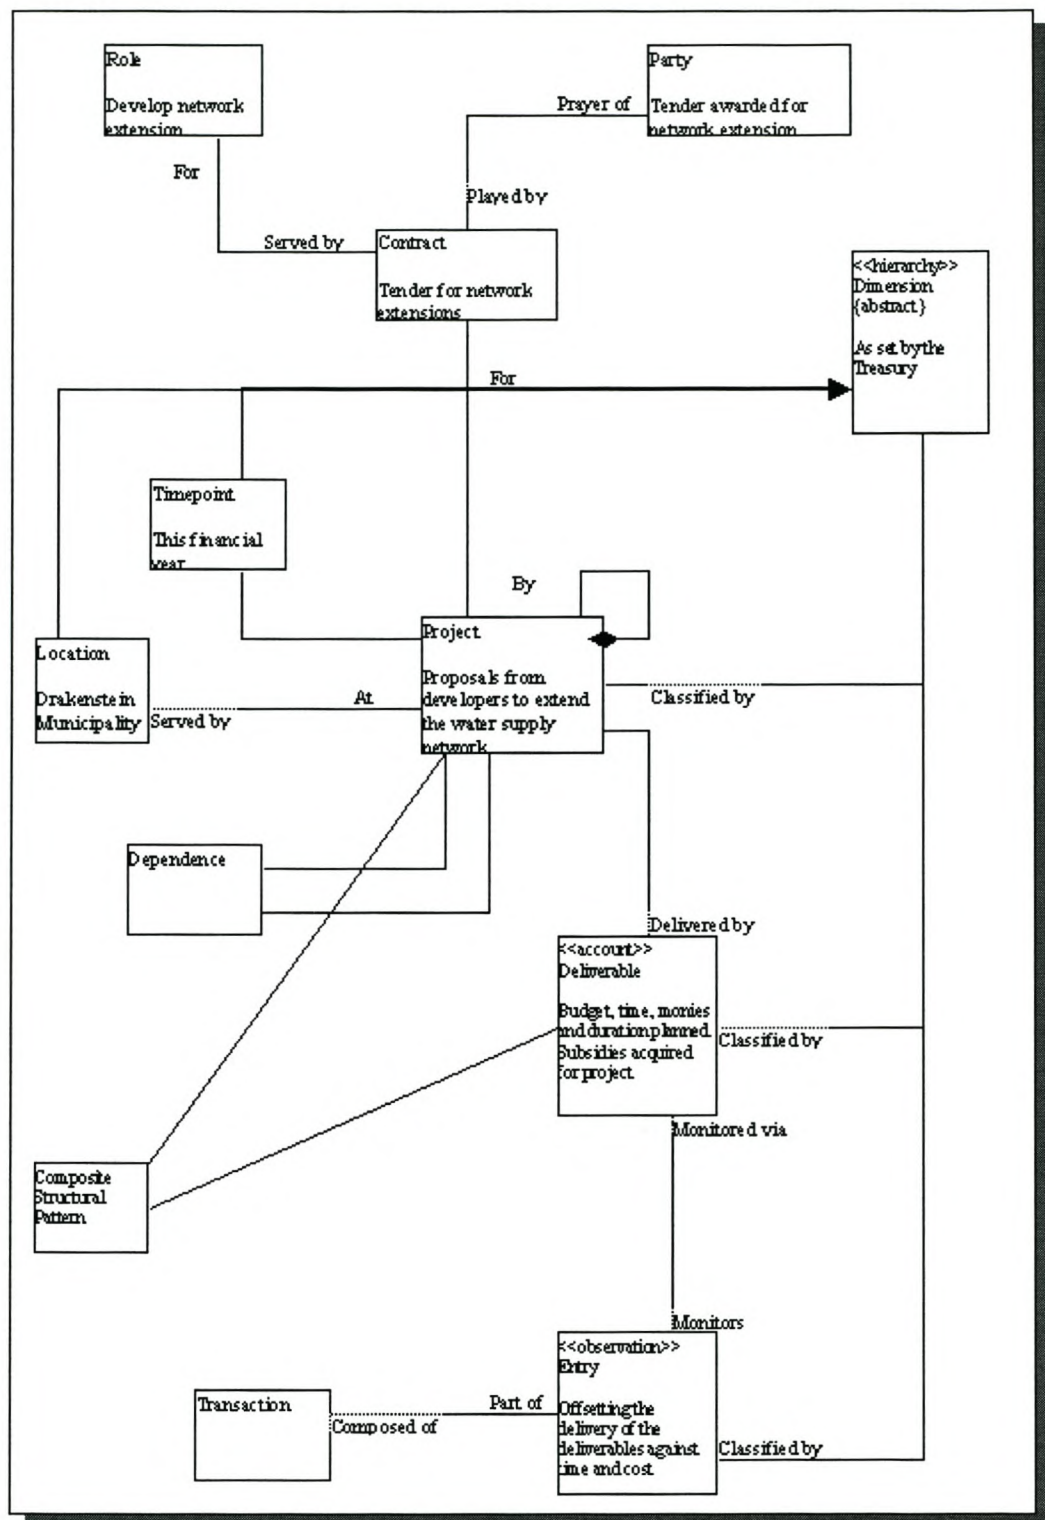 Role
Develop network
extension
Party
Tender awarded for
network extension
Prayer of
For
Played by
Served by
Contract
Tender for network
extensions
<<hierarchy>>
Dimension
{abstract}
As set by the
Treasury
For
Timepoint
This financial
year
By
Project
Proposals from
developers to extend
the water supply
network
Location
Drakenstein
Municipality
At
Served by
Classified by
Dependence
Delivered by
<<account>>
Deliverable
Budget, time, monies
and duration planned.
Subsidies acquired
for project.
Classified by
Monitored via
Composite
Structural
Pattern
Monitors
<<observation>>
Entry
Offsetting the
delivery of the
deliverables against
time and cost
Transaction
Part of
Composed of
Classified by